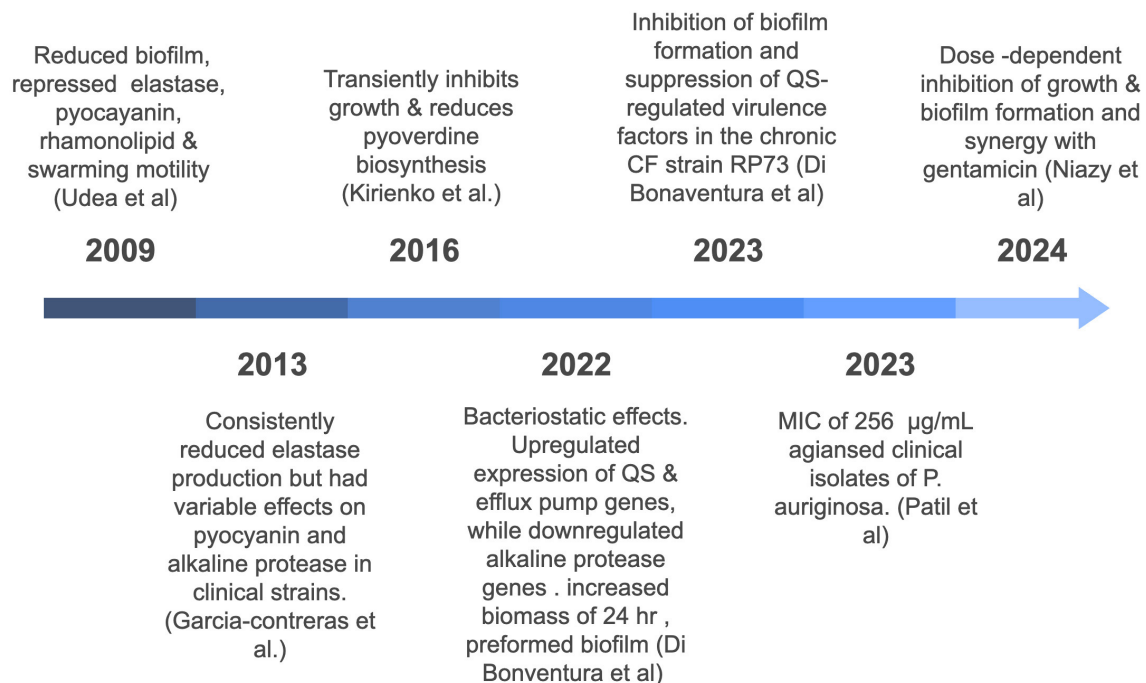 Reduced biofilm,
repressed elastase,
pyocayanin,
rhamonolipid &
swarming motility
(Udea et al)
2009
Transiently inhibits
growth & reduces
pyoverdine
biosynthesis
(Kirienko et al.)
2016
Inhibition of biofilm
formation and
suppression of QS-
regulated virulence
factors in the chronic
CF strain RP73 (Di
Bonaventura et al)
2023
Dose -dependent
inhibition of growth &
biofilm formation and
synergy with
gentamicin (Niazy et
al)
2024
2013
Consistently
reduced elastase
production but had
variable effects on
pyocyanin and
alkaline protease in
clinical strains.
(Garcia-contreras et
al.)
2022
Bacteriostatic effects.
Upregulated
expression of QS &
efflux pump genes,
while downregulated
alkaline protease
genes . increased
biomass of 24 hr ,
preformed biofilm (Di
Bonventura et al)
2023
MIC of 256 µg/mL
agiansed clinical
isolates of P.
auriginosa. (Patil et
al)